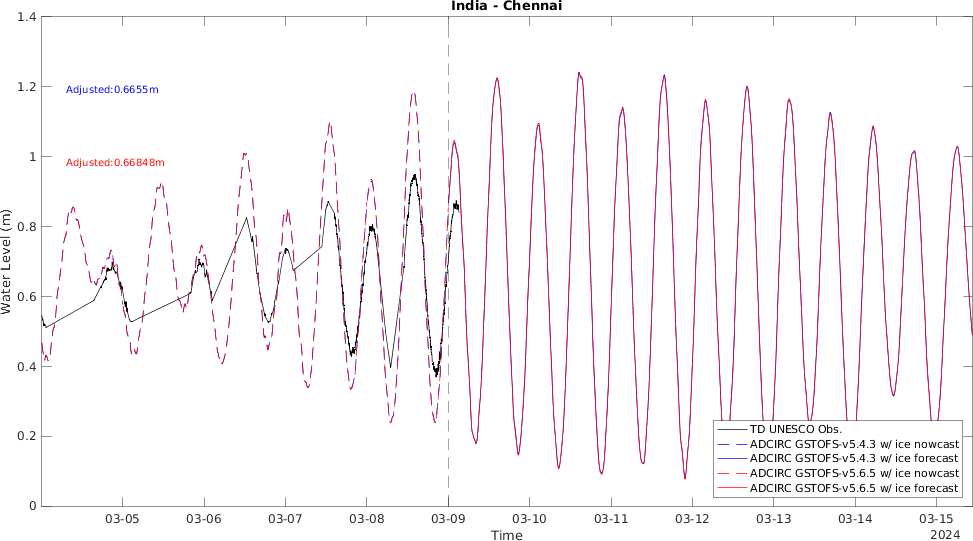 India - Chennai
1.4
1.2
1
0.8
0.6
0.4
0.2
0
Water Level (m)
Adjusted:0.6655m
Adjusted:0.66848m
TD UNESCO Obs.
ADCIRC GSTOFS-v5.4.3 w/ ice nowcast
ADCIRC GSTOFS-v5.4.3 w/ ice forecast
ADCIRC GSTOFS-v5.6.5 w/ ice nowcast
ADCIRC GSTOFS-v5.6.5 w/ ice forecast
03-05 03-06 03-07 03-08 03-09 03-10 03-11 03-12 03-13 03-14 03-15
Time
2024